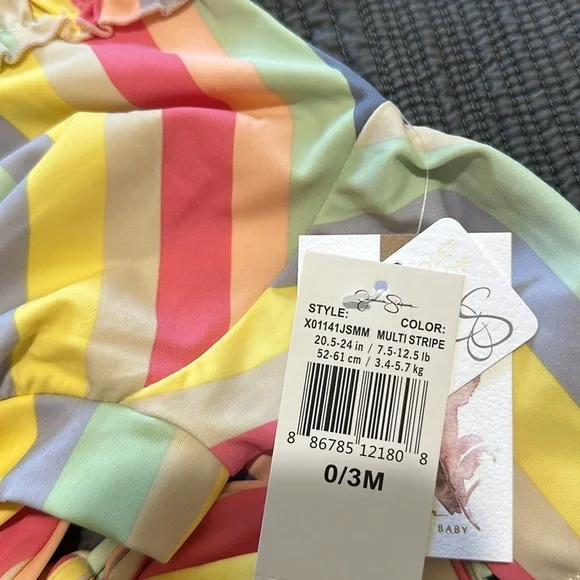 STYLE: COLOR:
X01141JSMM MULTI STRIPE
20.5-24 in / 7.5-12.5 lb
52-61 cm / 3.4-5.7 kg
8 86785 12180 8
0/3M
BABY